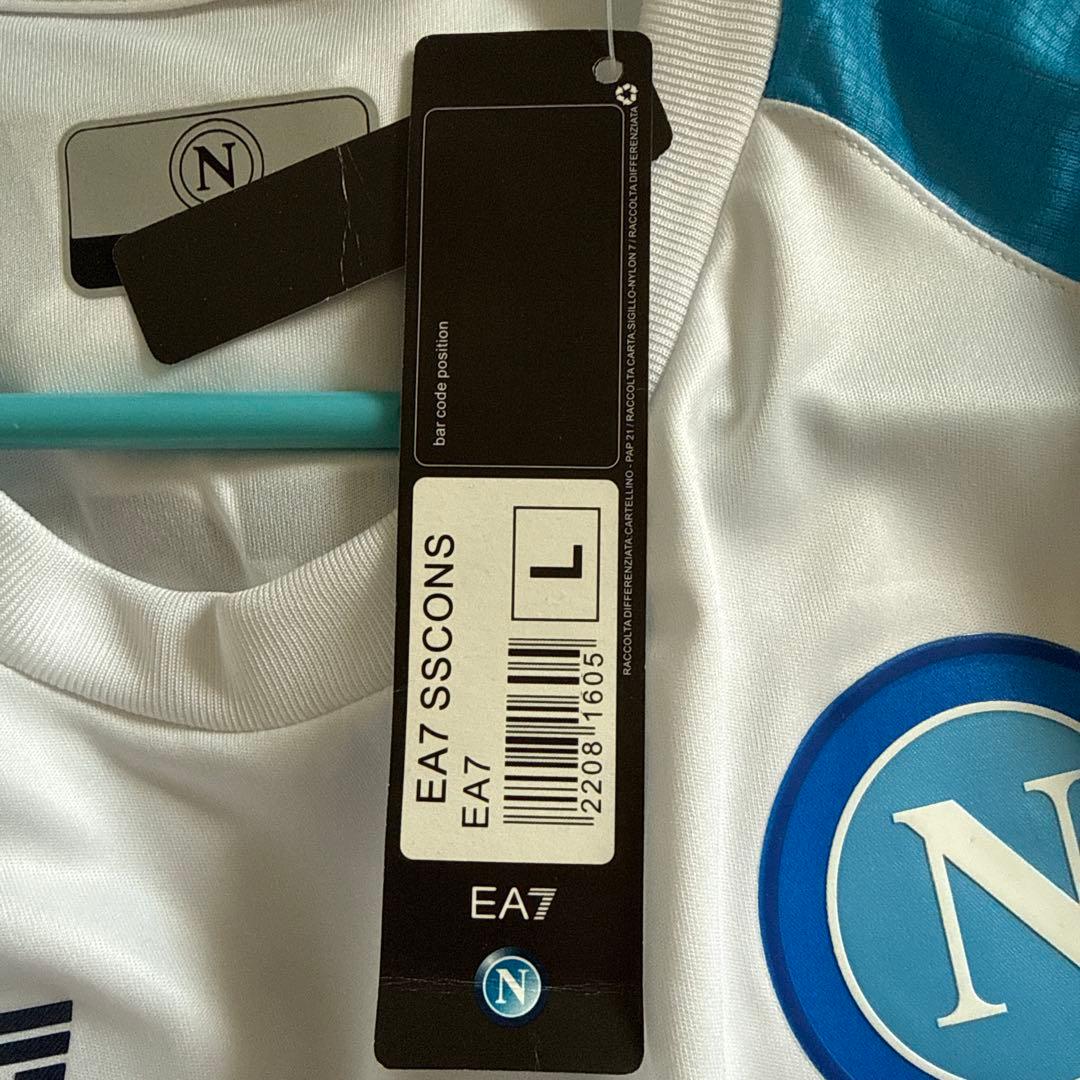 N
bar code position
RACCOLTA DIFFERENZIATA:CARTELLINO - PAP 21 / RACCOLTA CARTA:SIGILLO-NYLON 7 / RACCOLTA DIFFERENZIATA
EA7 SSCONS
EA7
L
2208 1605
EA7
N
N